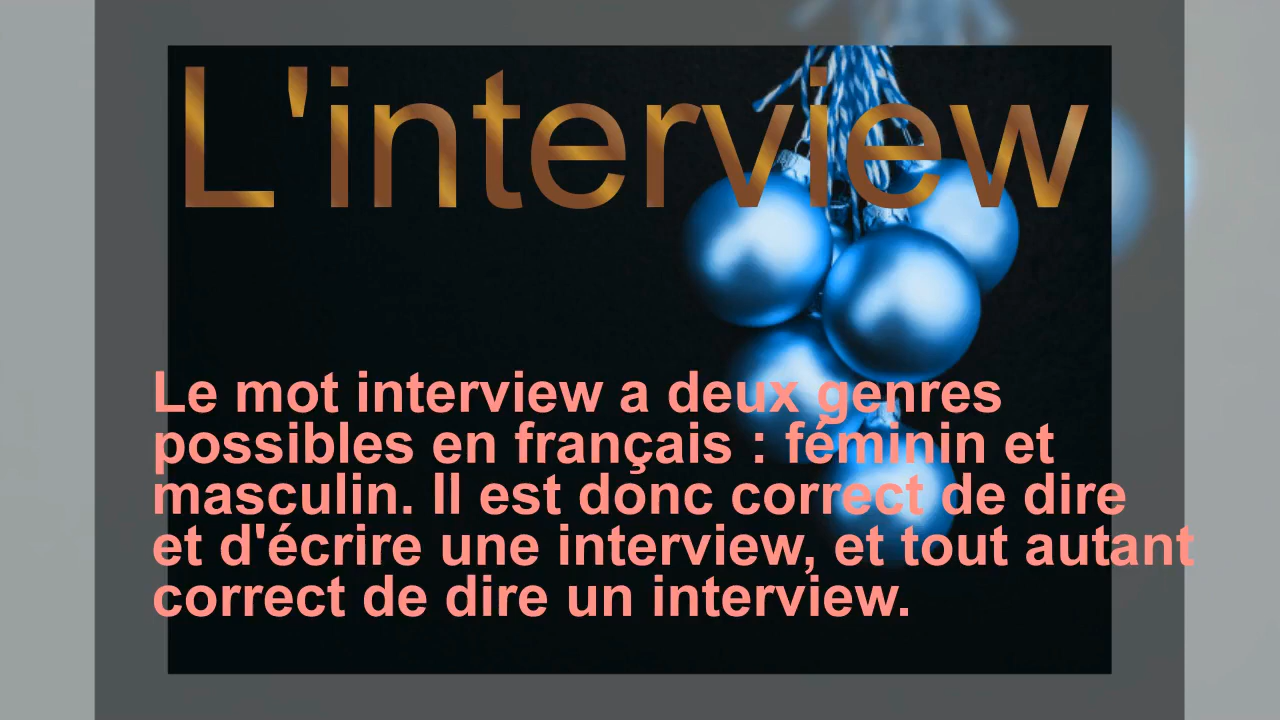 L'interview
Le mot interview a deux genres
possibles en français : féminin et
masculin. Il est donc correct de dire
et d'écrire une interview, et tout autant
correct de dire un interview.